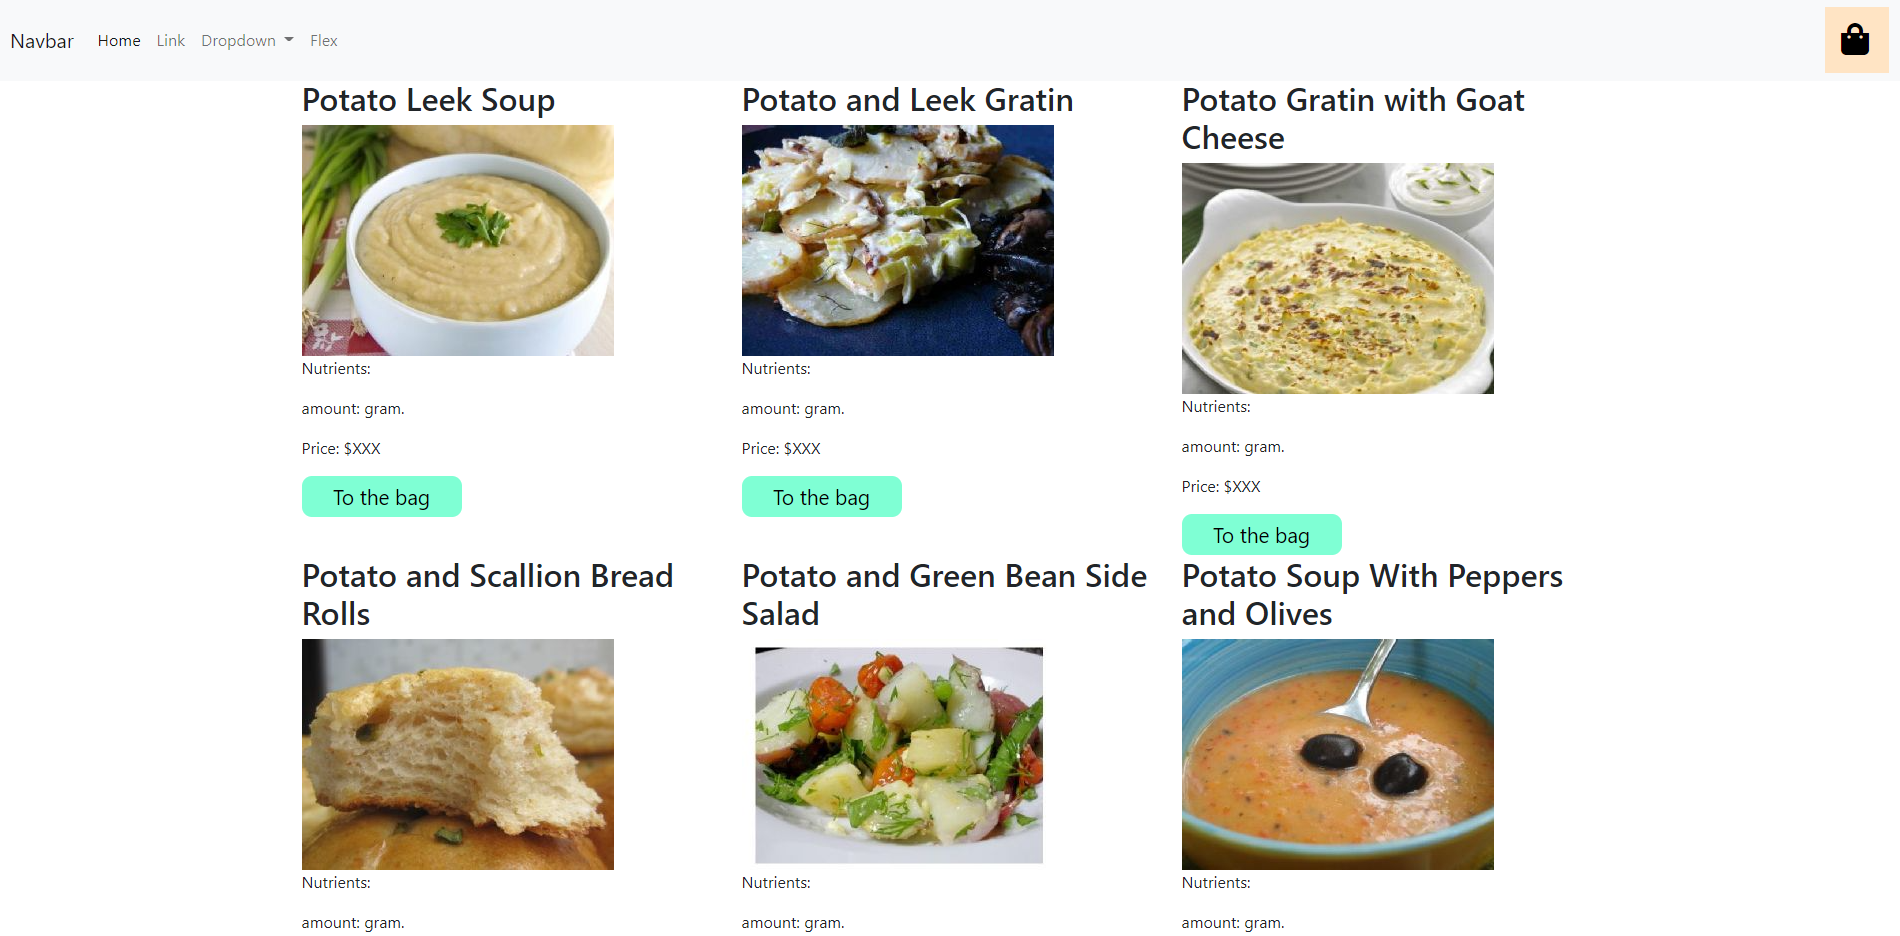 Navbar Home Link Dropdown Flex
Potato Leek Soup
Nutrients:
amount: gram.
Price: $XXX
To the bag
Potato and Leek Gratin
Nutrients:
amount: gram.
Price: $XXX
To the bag
Potato Gratin with Goat
Cheese
Nutrients:
amount: gram.
Price: $XXX
To the bag
Potato and Scallion Bread
Rolls
Nutrients:
amount: gram.
Potato and Green Bean Side
Salad
Nutrients:
amount: gram.
Potato Soup With Peppers
and Olives
Nutrients:
amount: gram.